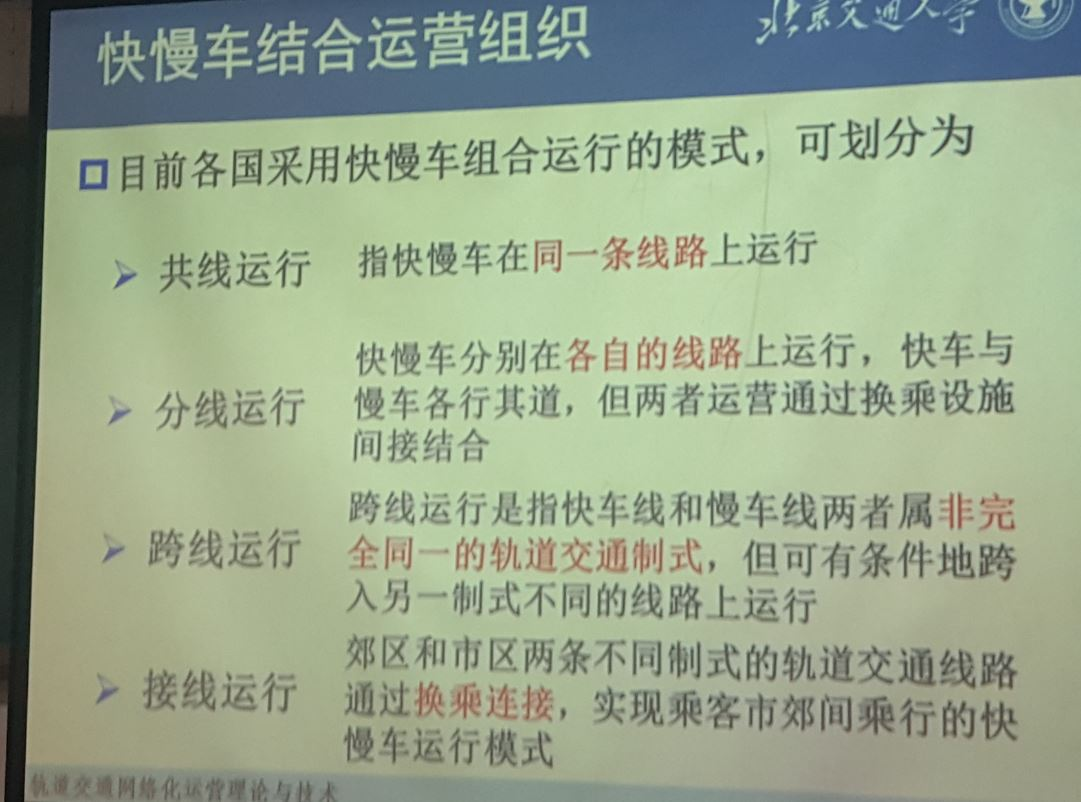 快慢车结合运营组织
北京交通大学
目前各国采用快慢车组合运行的模式，可划分为
共线运行 指快慢车在同一条线路上运行
快慢车分别在各自的线路上运行，快车与
分线运行 慢车各行其道，但两者运营通过换乘设施
间接结合
跨线运行是指快车线和慢车线两者属非完
跨线运行 全同一的轨道交通制式，但可有条件地跨
入另一制式不同的线路上运行
郊区和市区两条不同制式的轨道交通线路
接线运行 通过换乘连接，实现乘客市郊间乘行的快
慢车运行模式
轨道交通网络化运营理论与技术